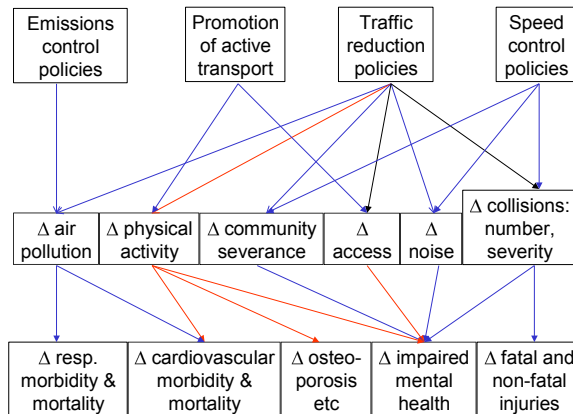 Emissions
control
policies
Promotion
of active
transport
Traffic
reduction
policies
Speed
control
policies
Δ air
pollution
Δ physical
activity
Δ community
severance
Δ
access
Δ
noise
Δ collisions:
number,
severity
Δ resp.
morbidity &
mortality
Δ cardiovascular
morbidity &
mortality
Δ osteo-
porosis
etc
Δ impaired
mental
health
Δ fatal and
non-fatal
injuries